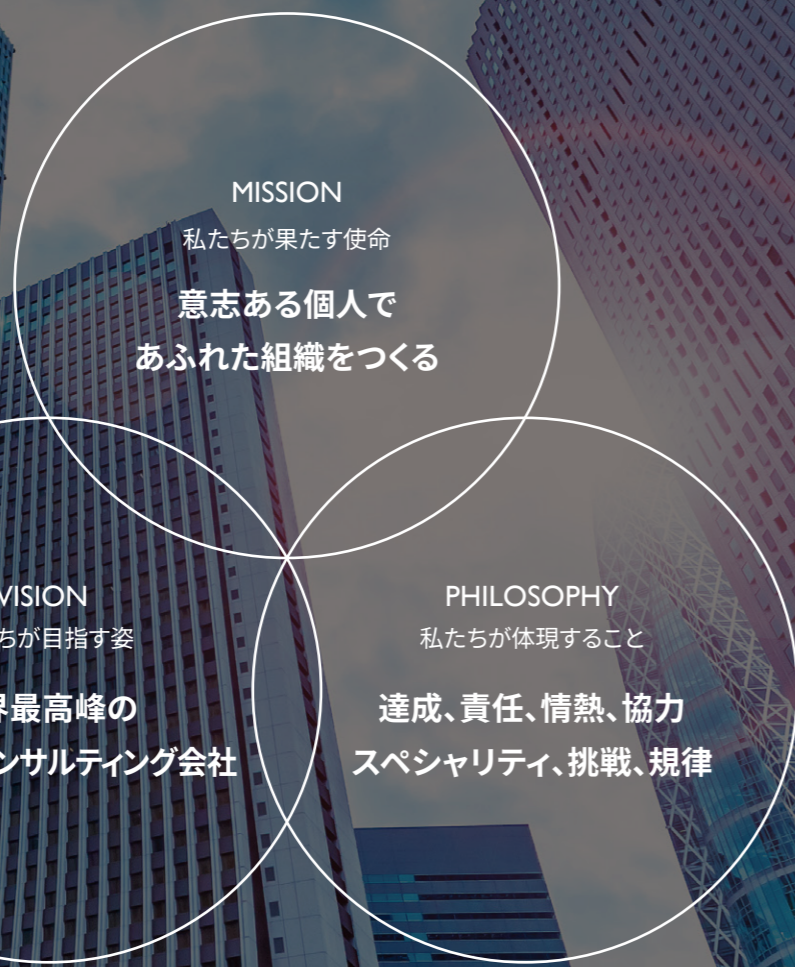 MISSION
私たちが果たす使命
意志ある個人で
あふれた組織をつくる
VISION
ちが目指す姿
界最高峰の
ンサルティング会社
PHILOSOPHY
私たちが体現すること
達成、責任、情熱、協力
スペシャリティ、挑戦、規律